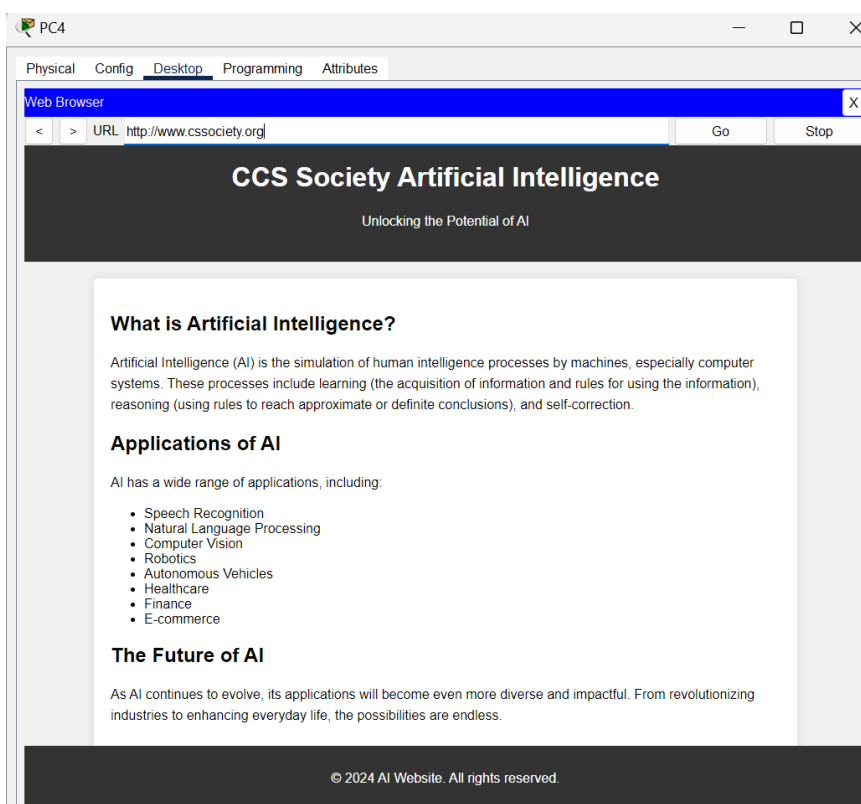 PC4
Physical Config Desktop Programming Attributes
Web Browser X
< > URL http://www.cssociety.org Go Stop
CCS Society Artificial Intelligence
Unlocking the Potential of AI
What is Artificial Intelligence?
Artificial Intelligence (AI) is the simulation of human intelligence processes by machines, especially computer
systems. These processes include learning (the acquisition of information and rules for using the information),
reasoning (using rules to reach approximate or definite conclusions), and self-correction.
Applications of AI
AI has a wide range of applications, including:
• Speech Recognition
• Natural Language Processing
• Computer Vision
• Robotics
• Autonomous Vehicles
• Healthcare
• Finance
• E-commerce
The Future of AI
As AI continues to evolve, its applications will become even more diverse and impactful. From revolutionizing
industries to enhancing everyday life, the possibilities are endless.
© 2024 AI Website. All rights reserved.